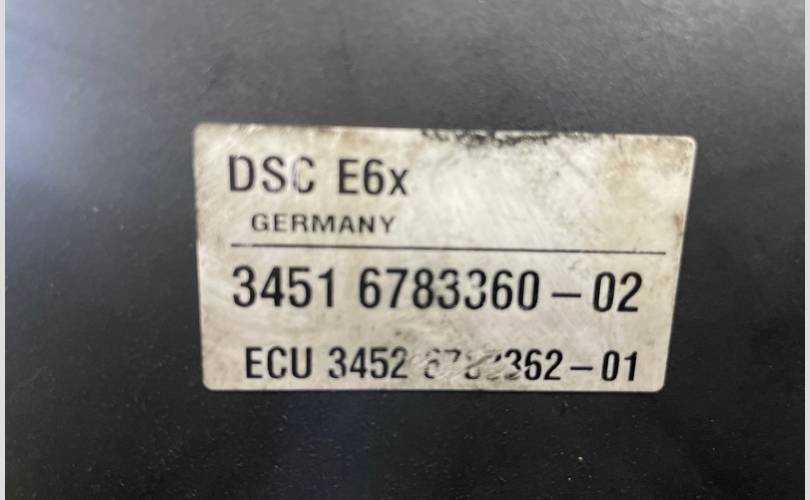 DSC E6x
GERMANY
3451 6783360-02
ECU 3452